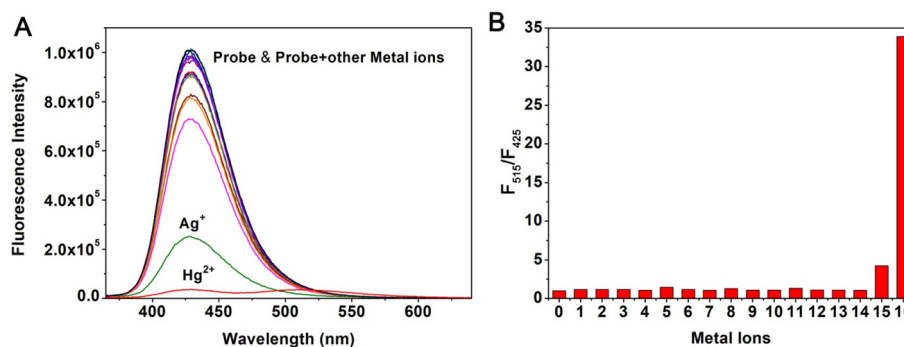 A
Probe & Probe+other Metal ions
Ag+
Hg2+
Fluorescence Intensity
1.0x10⁶
8.0x10⁵
6.0x10⁵
4.0x10⁵
2.0x10⁵
0.0
400 450 500 550 600
Wavelength (nm)
B
F515/F425
35
30
25
20
15
10
5
0
0 1 2 3 4 5 6 7 8 9 10 11 12 13 14 15
Metal Ions